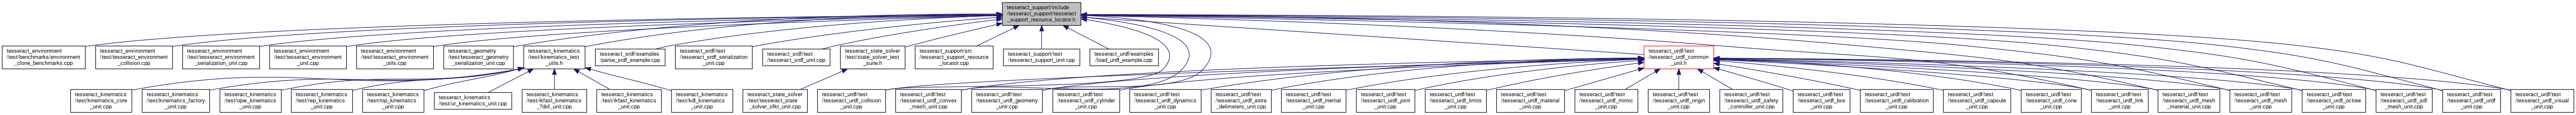 tesseract_support/include
/tesseract_support/tesseract
_support_resource_locator.h
tesseract_environment
/test/benchmarks/environment
_clone_benchmarks.cpp
tesseract_environment
/test/tesseract_environment
_collision.cpp
tesseract_environment
/test/tesseract_environment
_serialization_unit.cpp
tesseract_environment
/test/tesseract_environment
_unit.cpp
tesseract_environment
/test/tesseract_environment
_utils.cpp
tesseract_geometry
/test/tesseract_geometry
_serialization_unit.cpp
tesseract_kinematics
/test/kinematics_test
_utils.h
tesseract_srdf/examples
/parse_srdf_example.cpp
tesseract_srdf/test
/tesseract_srdf_serialization
_unit.cpp
tesseract_srdf/test
/tesseract_srdf_unit.cpp
tesseract_state_solver
/test/state_solver_test
_suite.h
tesseract_support/src
/tesseract_support_resource
_locator.cpp
tesseract_support/test
/tesseract_support_unit.cpp
tesseract_urdf/examples
/load_urdf_example.cpp
tesseract_urdf/test
/tesseract_urdf_common
_unit.h
tesseract_kinematics
/test/kinematics_core
_unit.cpp
tesseract_kinematics
/test/kinematics_factory
_unit.cpp
tesseract_kinematics
/test/opw_kinematics
_unit.cpp
tesseract_kinematics
/test/rep_kinematics
_unit.cpp
tesseract_kinematics
/test/rop_kinematics
_unit.cpp
tesseract_kinematics
/test/ur_kinematics_unit.cpp
tesseract_kinematics
/test/ikfast_kinematics
_7dof_unit.cpp
tesseract_kinematics
/test/ikfast_kinematics
_unit.cpp
tesseract_kinematics
/test/kdl_kinematics
_unit.cpp
tesseract_state_solver
/test/tesseract_state
_solver_ofkt_unit.cpp
tesseract_urdf/test
/tesseract_urdf_collision
_unit.cpp
tesseract_urdf/test
/tesseract_urdf_convex
_mesh_unit.cpp
tesseract_urdf/test
/tesseract_urdf_geometry
_unit.cpp
tesseract_urdf/test
/tesseract_urdf_cylinder
_unit.cpp
tesseract_urdf/test
/tesseract_urdf_dynamics
_unit.cpp
tesseract_urdf/test
/tesseract_urdf_extra
_delimeters_unit.cpp
tesseract_urdf/test
/tesseract_urdf_inertial
_unit.cpp
tesseract_urdf/test
/tesseract_urdf_joint
_unit.cpp
tesseract_urdf/test
/tesseract_urdf_limits
_unit.cpp
tesseract_urdf/test
/tesseract_urdf_material
_unit.cpp
tesseract_urdf/test
/tesseract_urdf_mimic
_unit.cpp
tesseract_urdf/test
/tesseract_urdf_origin
_unit.cpp
tesseract_urdf/test
/tesseract_urdf_safety
_controller_unit.cpp
tesseract_urdf/test
/tesseract_urdf_box
_unit.cpp
tesseract_urdf/test
/tesseract_urdf_calibration
_unit.cpp
tesseract_urdf/test
/tesseract_urdf_capsule
_unit.cpp
tesseract_urdf/test
/tesseract_urdf_cone
_unit.cpp
tesseract_urdf/test
/tesseract_urdf_link
_unit.cpp
tesseract_urdf/test
/tesseract_urdf_mesh
_material_unit.cpp
tesseract_urdf/test
/tesseract_urdf_mesh
_unit.cpp
tesseract_urdf/test
/tesseract_urdf_octree
_unit.cpp
tesseract_urdf/test
/tesseract_urdf_sdf
_mesh_unit.cpp
tesseract_urdf/test
/tesseract_urdf_urdf
_unit.cpp
tesseract_urdf/test
/tesseract_urdf_visual
_unit.cpp